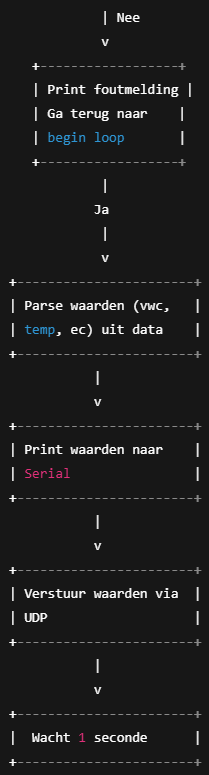 | Nee
v
+------------------+
| Print foutmelding |
| Ga terug naar    |
| begin loop       |
+------------------+
|
Ja
|
v
+-----------------------+
| Parse waarden (vwc,   |
| temp, ec) uit data    |
+-----------------------+
|
v
+-----------------------+
| Print waarden naar    |
| Serial                |
+-----------------------+
|
v
+-----------------------+
| Verstuur waarden via  |
| UDP                   |
+-----------------------+
|
v
+-----------------------+
|  Wacht 1 seconde      |
+-----------------------+